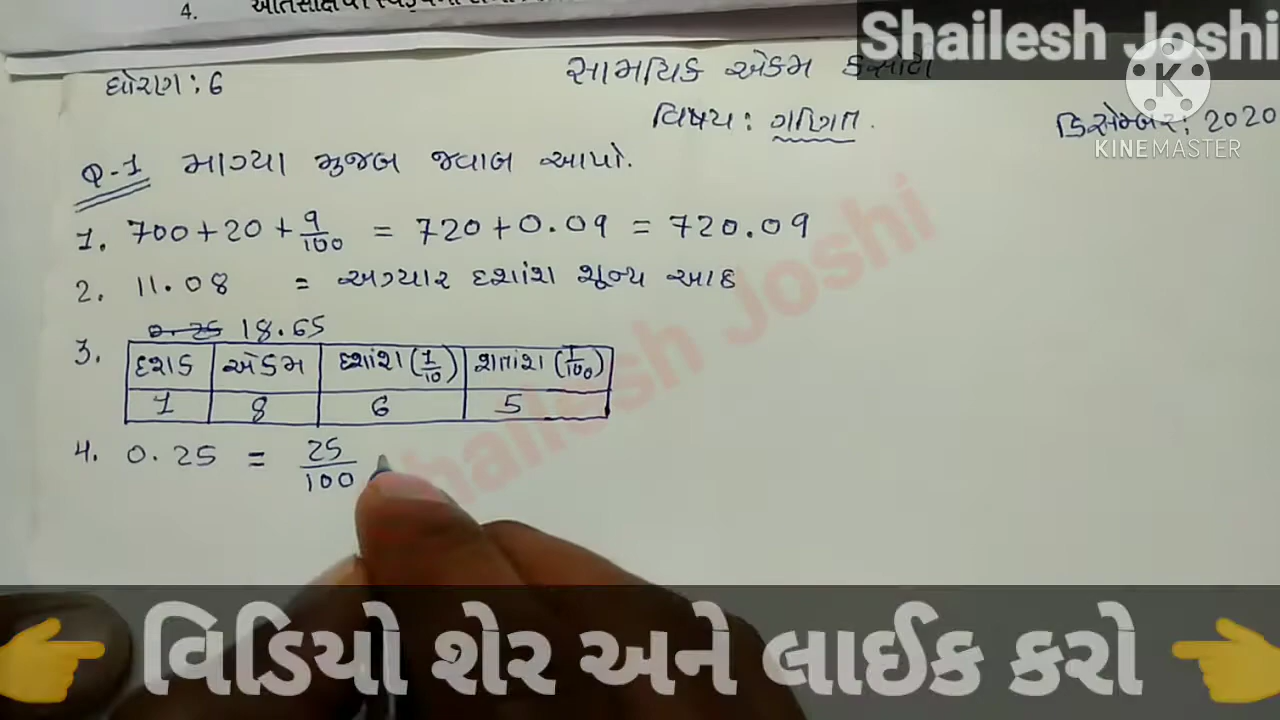 Shailesh Joshi
KINEMASTER
4.
ધોરણ : 6
સામયિક એકમ કસોટી
વિષય : ગણિત.
ડિસેમ્બર : 2020
Q-1 માગ્યા મુજબ જવાબ આપો.
1. 700 + 20 + 9/100 = 720 + 0.09 = 720.09
2. 11.08 = અગ્યાર દશાંશ શૂન્ય આઠ
0.25 18.65
3. દશક એકમ દશાંશ (1/10) શતાંશ (1/100)
1 8 6 5
4. 0.25 = 25/100
Shailesh Joshi
વિડિયો શેર અને લાઈક કરો